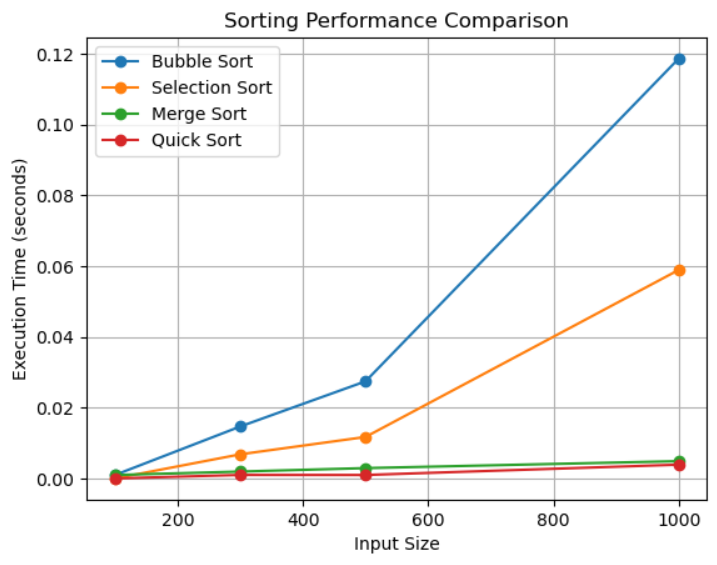 Sorting Performance Comparison
0.12
0.10
0.08
0.06
0.04
0.02
0.00
Execution Time (seconds)
Bubble Sort
Selection Sort
Merge Sort
Quick Sort
200 400 600 800 1000
Input Size